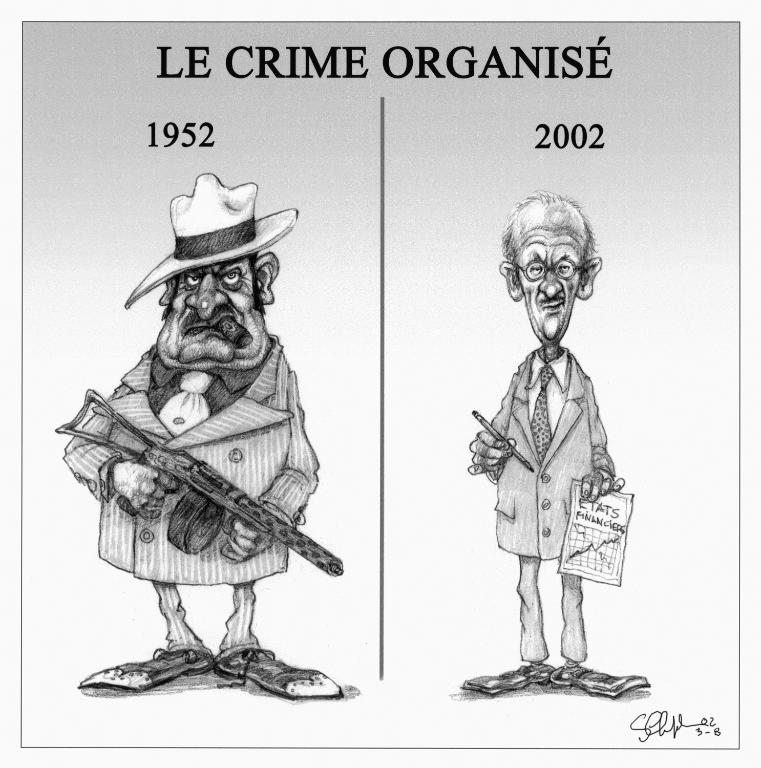 LE CRIME ORGANISÉ
1952
2002
ÉTATS
FINANCIERS
02
3-8